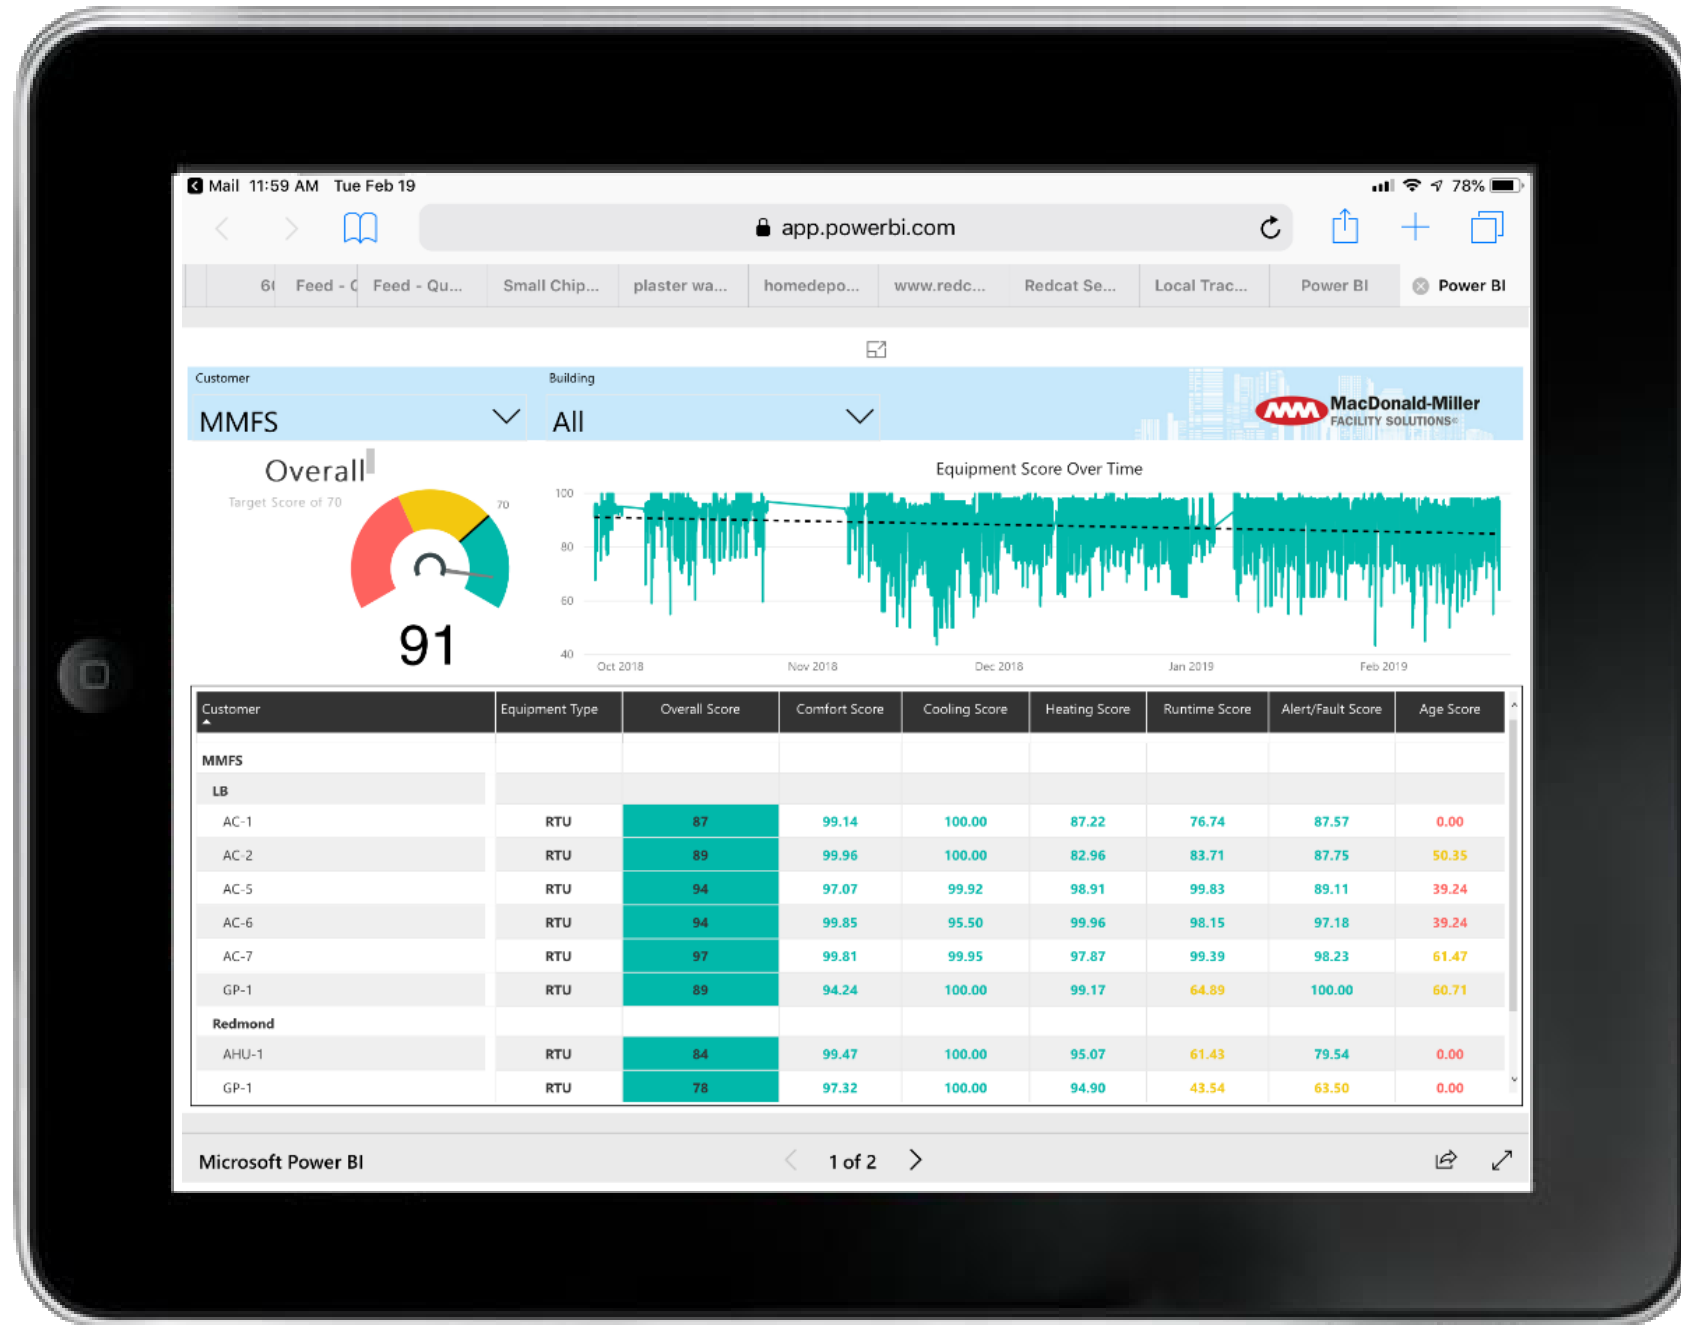 Mail 11:59 AM Tue Feb 19 78%
app.powerbi.com
Feed - Feed - Qu... Small Chip... plaster wa... homedepo... www.redc... Redcat Se... Local Trac... Power BI Power BI
Customer Building
MMFS All
MacDonald-Miller
FACILITY SOLUTIONS
Overall
Target Score of 70
70
91
Equipment Score Over Time
100
80
60
40
Oct 2018 Nov 2018 Dec 2018 Jan 2019 Feb 2019
Customer Equipment Type Overall Score Comfort Score Cooling Score Heating Score Runtime Score Alert/Fault Score Age Score
MMFS
LB
AC-1 RTU 87 99.14 100.00 87.22 76.74 87.57 0.00
AC-2 RTU 89 99.96 100.00 82.96 83.71 87.75 50.35
AC-5 RTU 94 97.07 99.92 98.91 99.83 89.11 39.24
AC-6 RTU 94 99.85 95.50 99.96 98.15 97.18 39.24
AC-7 RTU 97 99.81 99.95 97.87 99.39 98.23 61.47
GP-1 RTU 89 94.24 100.00 99.17 64.89 100.00 60.71
Redmond
AHU-1 RTU 84 99.47 100.00 95.07 61.43 79.54 0.00
GP-1 RTU 78 97.32 100.00 94.90 43.54 63.50 0.00
Microsoft Power BI 1 of 2